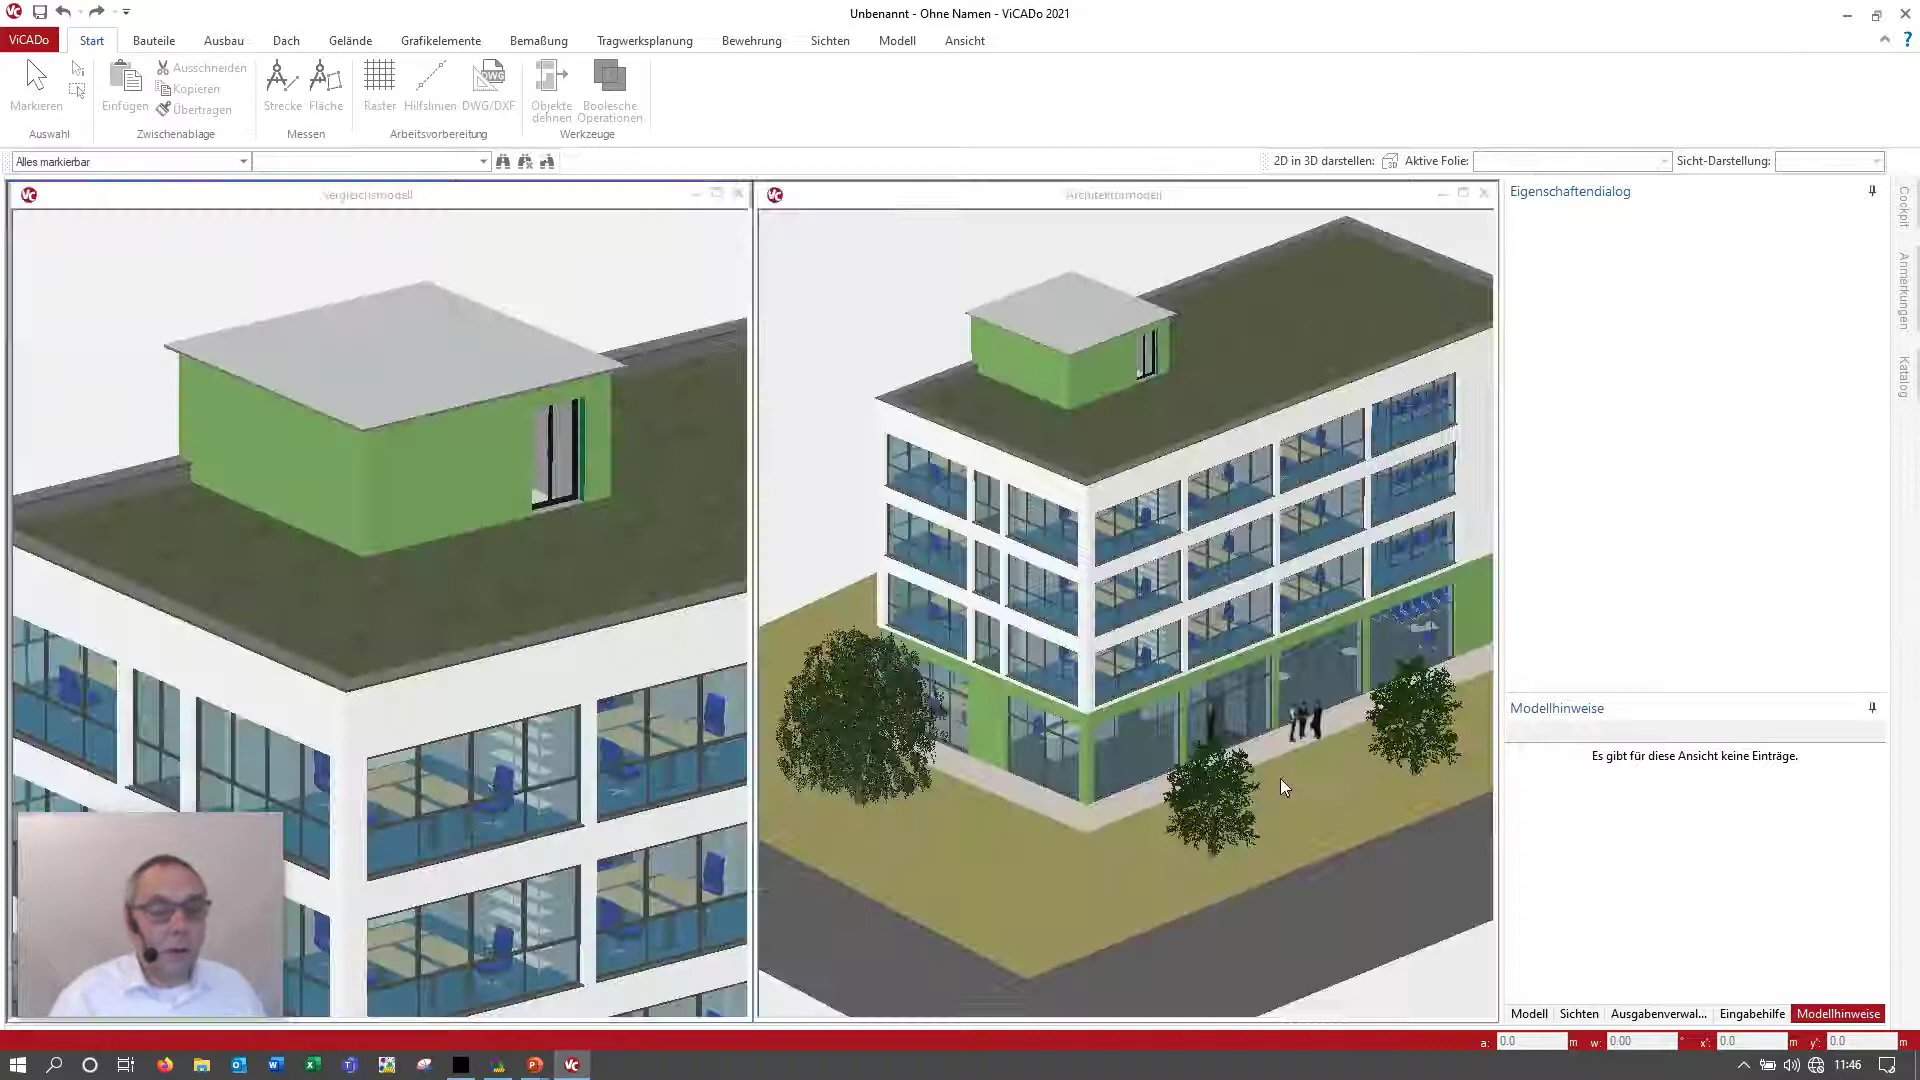 Unbenannt - Ohne Namen - ViCADo 2021
ViCADo Start Bauteile Ausbau Dach Gelände Grafikelemente Bemaßung Tragwerksplanung Bewehrung Sichten Modell Ansicht
Markieren
Auswahl
Einfügen
Ausschneiden
Kopieren
Übertragen
Zwischenablage
Strecke Fläche
Messen
Raster Hilfslinien DWG/DXF
Arbeitsvorbereitung
Objekte dehnen
Boolesche Operationen
Werkzeuge
Alles markierbar
2D in 3D darstellen: Aktive Folie: Sicht-Darstellung:
Vergleichsmodell
Architekturmodell
Eigenschaftendialog
Cockpit
Anmerkungen
Katalog
Modellhinweise
Es gibt für diese Ansicht keine Einträge.
Modell Sichten Ausgabenverwal... Eingabehilfe Modellhinweise
a: 0.0 m w: 0.00 ° x': 0.0 m y': 0.0 m
11:46